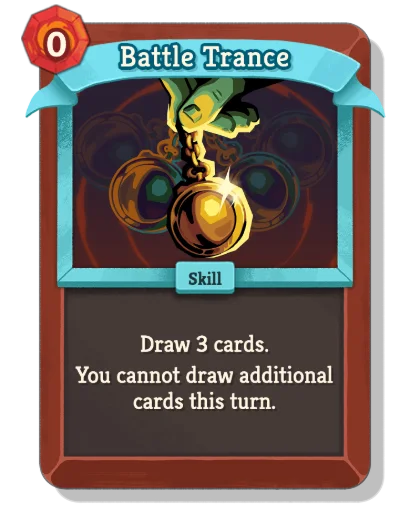 0
Battle Trance
Skill
Draw 3 cards.
You cannot draw additional
cards this turn.